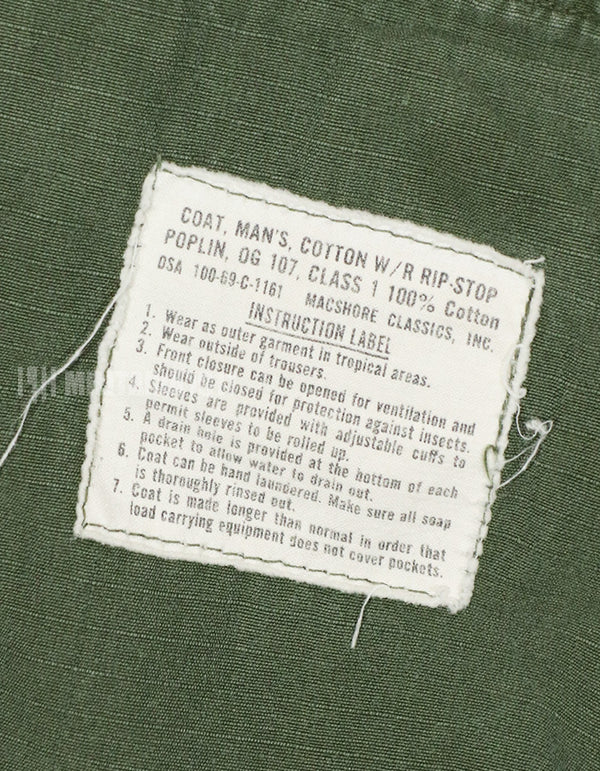 COAT, MAN'S, COTTON W/R RIP-STOP
POPLIN, OG 107, CLASS 1 100% Cotton
DSA 100-69-C-1161 MACSHORE CLASSICS, INC.
INSTRUCTION LABEL
1. Wear as outer garment in tropical areas.
2. Wear outside of trousers.
3. Front closure can be opened for ventilation and
should be closed for protection against insects.
4. Sleeves are provided with adjustable cuffs to
permit sleeves to be rolled up.
5. A drain hole is provided at the bottom of each
pocket to allow water to drain out.
6. Coat can be hand laundered. Make sure all soap
is thoroughly rinsed out.
7. Coat is made longer than normal in order that
load carrying equipment does not cover pockets.